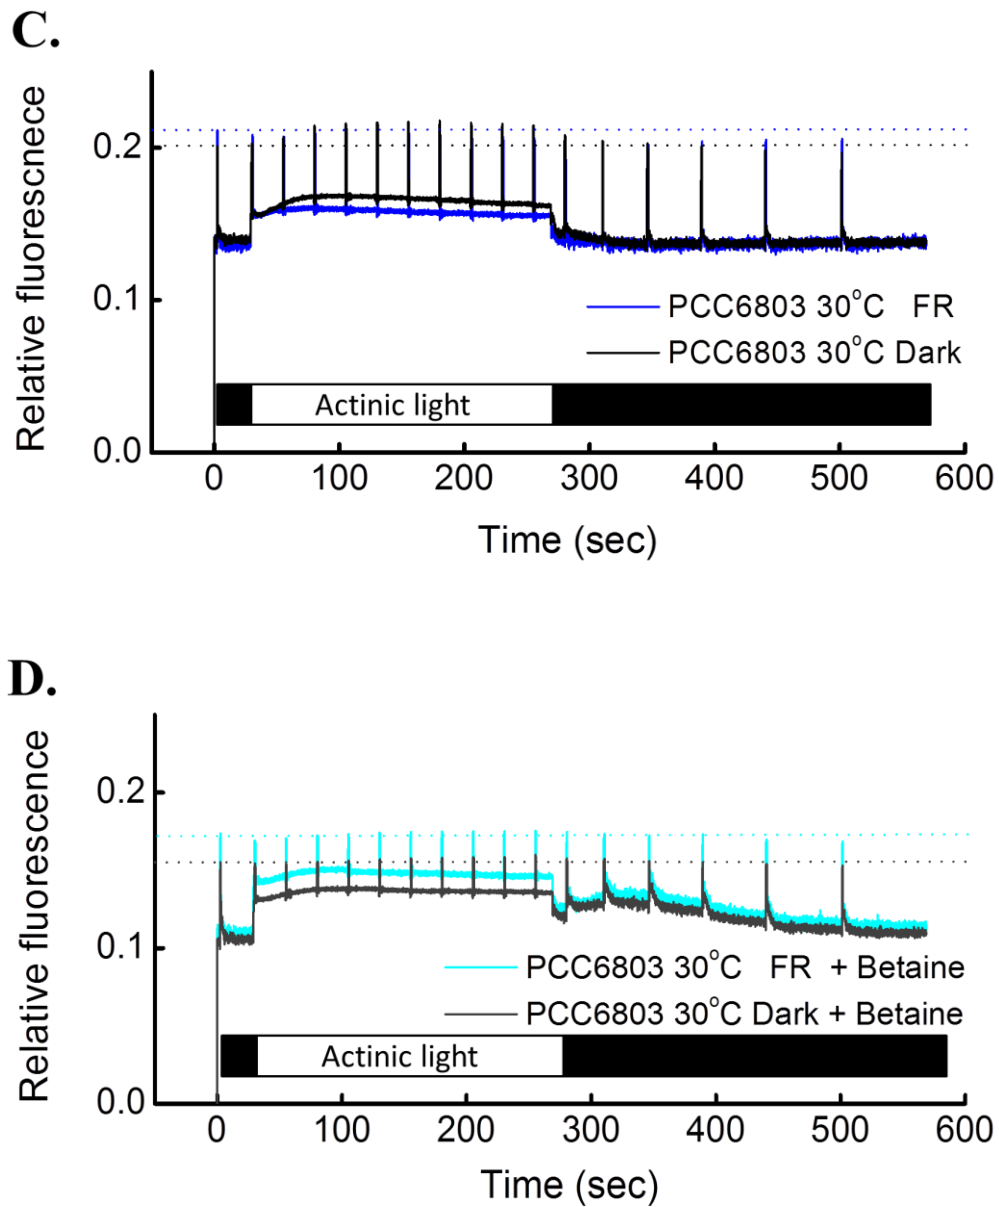 C.
Relative fluorescnece
0.2
0.1
0.0
PCC6803 30°C FR
PCC6803 30°C Dark
Actinic light
0 100 200 300 400 500 600
Time (sec)
D.
Relative fluorescence
0.2
0.1
0.0
PCC6803 30°C FR + Betaine
PCC6803 30°C Dark + Betaine
Actinic light
0 100 200 300 400 500 600
Time (sec)